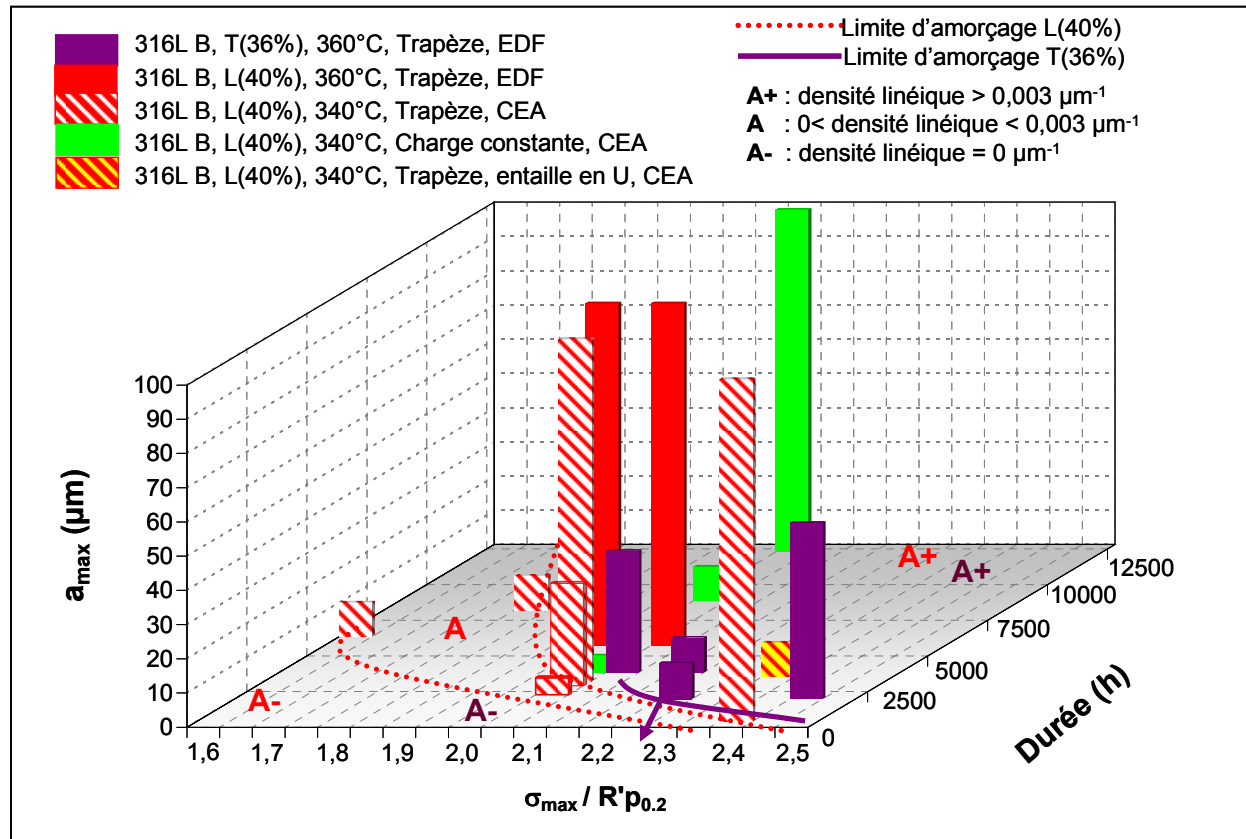 316L B, T(36%), 360°C, Trapèze, EDF
316L B, L(40%), 360°C, Trapèze, EDF
316L B, L(40%), 340°C, Trapèze, CEA
316L B, L(40%), 340°C, Charge constante, CEA
316L B, L(40%), 340°C, Trapèze, entaille en U, CEA
Limite d'amorçage L(40%)
Limite d'amorçage T(36%)
A+ : densité linéique > 0,003 µm-1
A : 0< densité linéique < 0,003 µm-1
A- : densité linéique = 0 µm-1
100
90
80
70
60
50
40
30
20
10
0
amax (µm)
A+
A+
A
A-
A-
12500
10000
7500
5000
2500
0
Durée (h)
1,6 1,7 1,8 1,9 2,0 2,1 2,2 2,3 2,4 2,5
σmax / R'p0.2